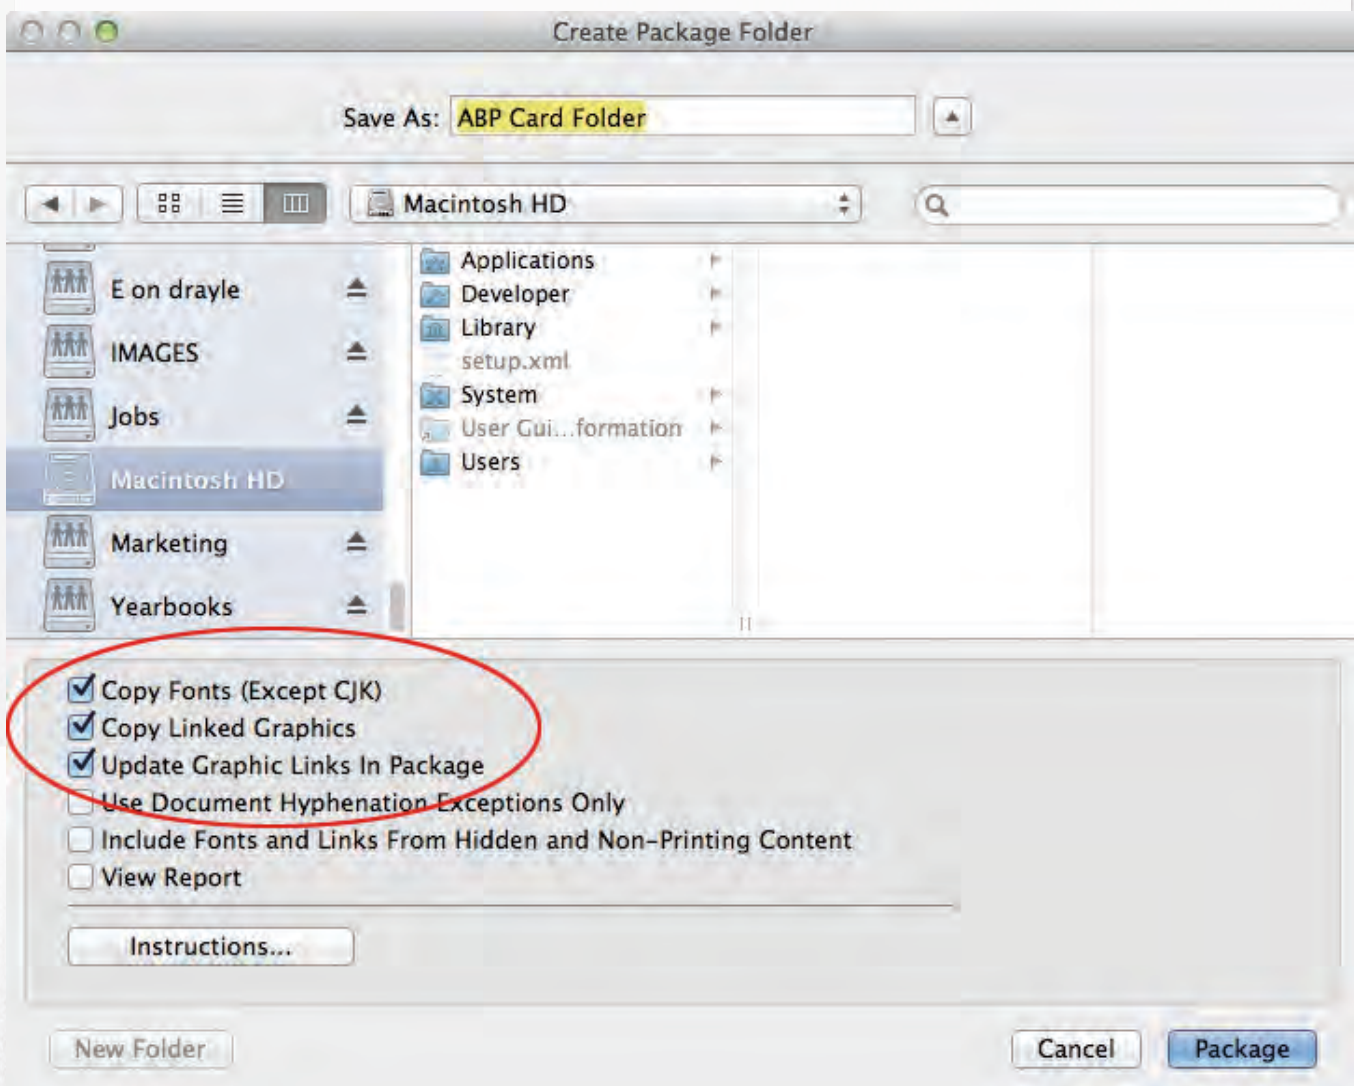 Create Package Folder
Save As: ABP Card Folder
Macintosh HD
E on drayle
IMAGES
Jobs
Macintosh HD
Marketing
Yearbooks
Applications
Developer
Library
setup.xml
System
User Gui...formation
Users
Copy Fonts (Except CJK)
Copy Linked Graphics
Update Graphic Links In Package
Use Document Hyphenation Exceptions Only
Include Fonts and Links From Hidden and Non-Printing Content
View Report
Instructions...
New Folder
Cancel
Package